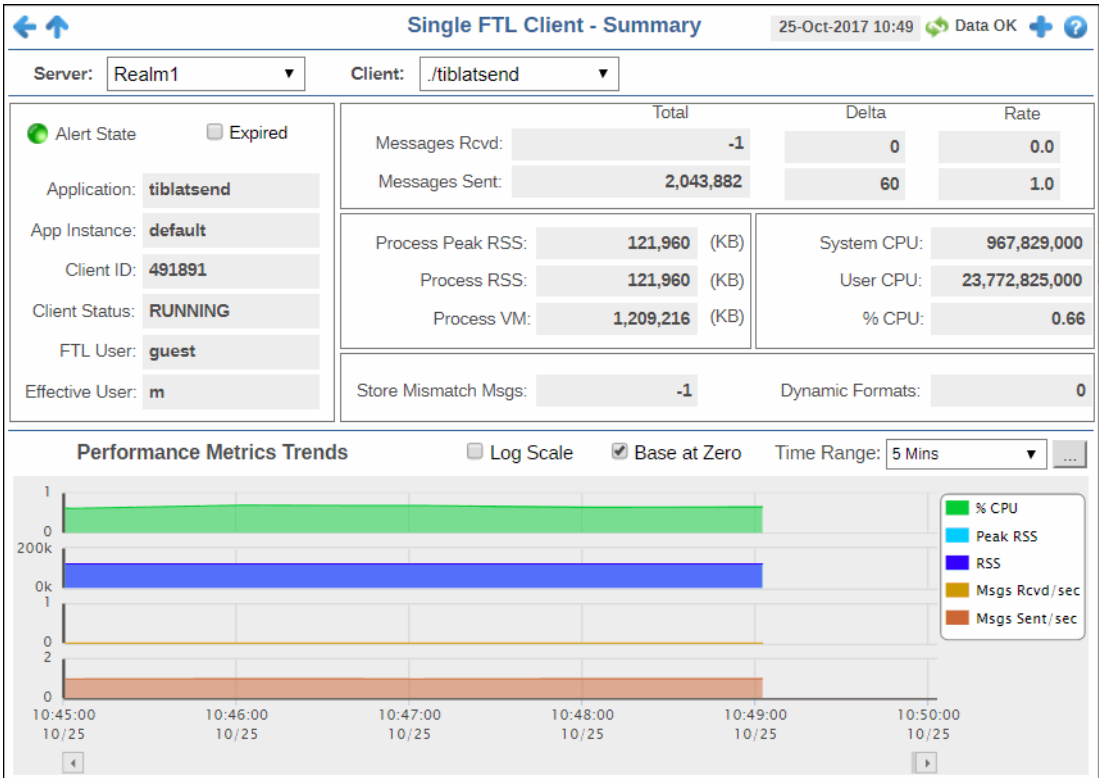 Single FTL Client - Summary 25-Oct-2017 10:49 Data OK
Server: Realm1 Client: ./tiblatsend
Alert State Expired
Application: tiblatsend
App Instance: default
Client ID: 491891
Client Status: RUNNING
FTL User: guest
Effective User: m
Total Delta Rate
Messages Rcvd: -1 0 0.0
Messages Sent: 2,043,882 60 1.0
Process Peak RSS: 121,960 (KB)
Process RSS: 121,960 (KB)
Process VM: 1,209,216 (KB)
System CPU: 967,829,000
User CPU: 23,772,825,000
% CPU: 0.66
Store Mismatch Msgs: -1 Dynamic Formats: 0
Performance Metrics Trends Log Scale Base at Zero Time Range: 5 Mins ...
1
0
200k
0k
1
0
2
0
10:45:00 10:46:00 10:47:00 10:48:00 10:49:00 10:50:00
10/25 10/25 10/25 10/25 10/25 10/25
% CPU
Peak RSS
RSS
Msgs Rcvd/sec
Msgs Sent/sec